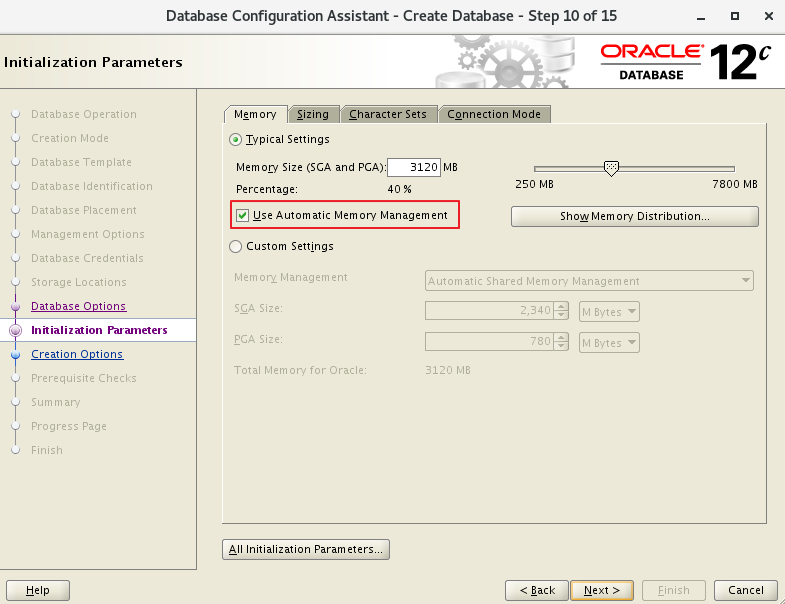 Database Configuration Assistant - Create Database - Step 10 of 15
Initialization Parameters
ORACLE®
DATABASE
12c
Database Operation
Creation Mode
Database Template
Database Identification
Database Placement
Management Options
Database Credentials
Storage Locations
Database Options
Initialization Parameters
Creation Options
Prerequisite Checks
Summary
Progress Page
Finish
Memory Sizing Character Sets Connection Mode
Typical Settings
Memory Size (SGA and PGA): 3120 MB
250 MB 7800 MB
Percentage: 40 %
Use Automatic Memory Management
Show Memory Distribution...
Custom Settings
Memory Management Automatic Shared Memory Management
SGA Size: 2,340 M Bytes
PGA Size: 780 M Bytes
Total Memory for Oracle: 3120 MB
All Initialization Parameters...
Help < Back Next > Finish Cancel